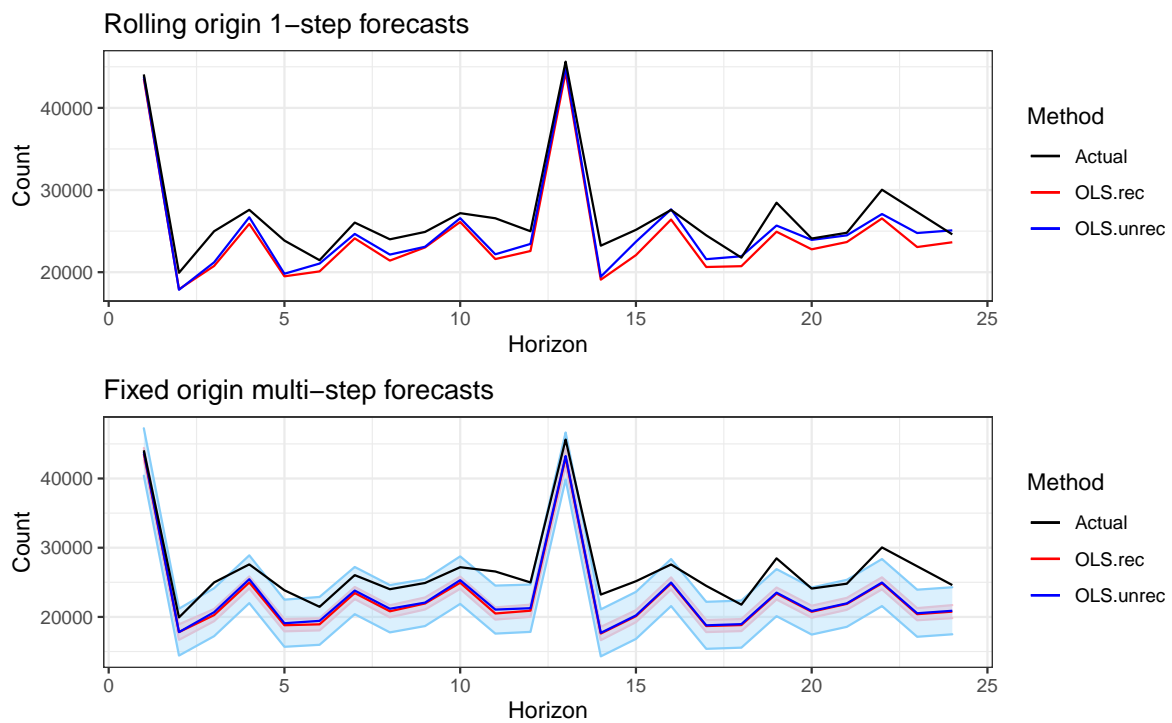 Rolling origin 1−step forecasts
40000
30000
20000
Count
0 5 10 15 20 25
Horizon
Method
Actual
OLS.rec
OLS.unrec
Fixed origin multi−step forecasts
40000
30000
20000
Count
0 5 10 15 20 25
Horizon
Method
Actual
OLS.rec
OLS.unrec